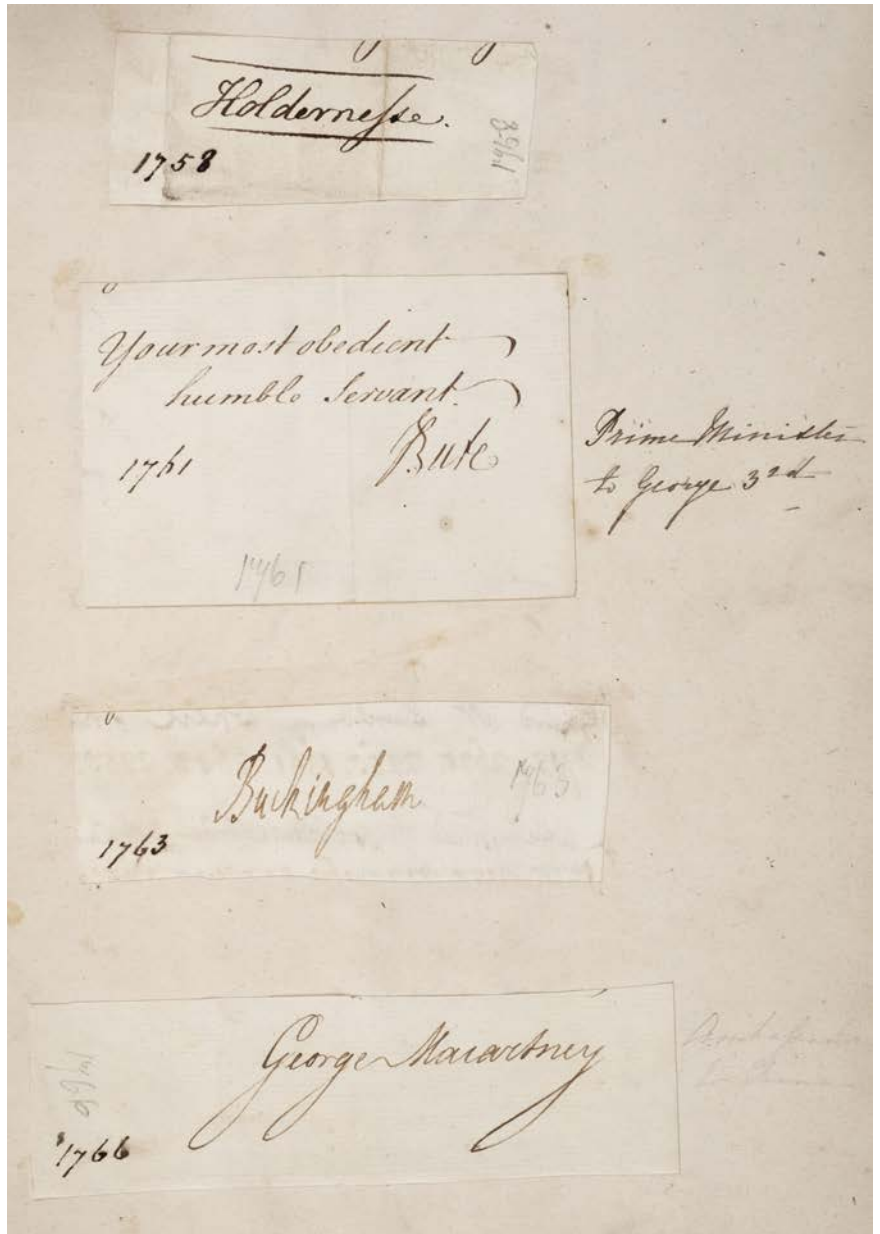 Holderneſse.
1758
1758
Your most obedient
humble Servant.
1761 Bute
1761
Prime Minister
to George 3rd
Buckingham
1763
1763
George Macartney
1766
1766
to